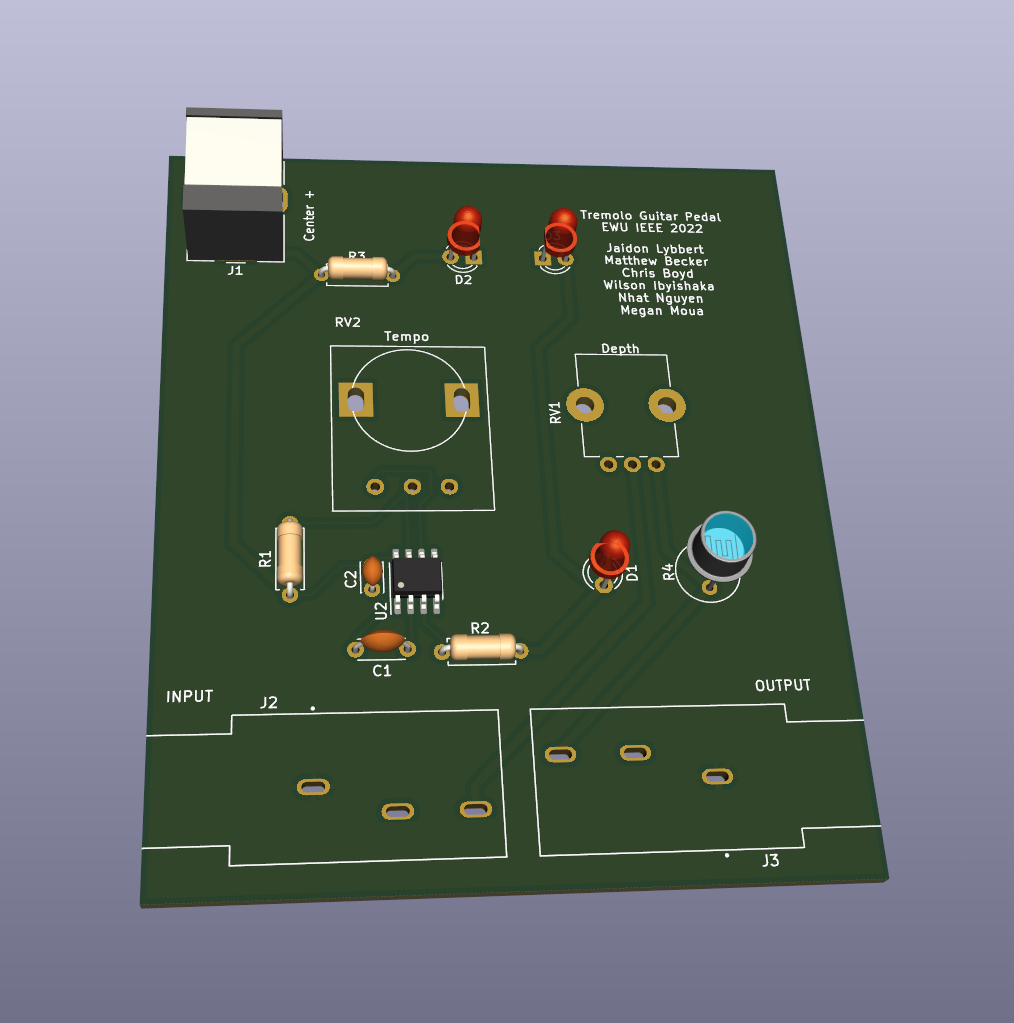 Center +
J1
R3
D2
D3
Tremolo Guitar Pedal
EWU IEEE 2022
Jaidon Lybbert
Matthew Becker
Chris Boyd
Wilson Ibyishaka
Nhat Nguyen
Megan Moua
RV2
Tempo
Depth
RV1
R1
C2
U2
D1
R4
R2
C1
INPUT
J2
OUTPUT
J3